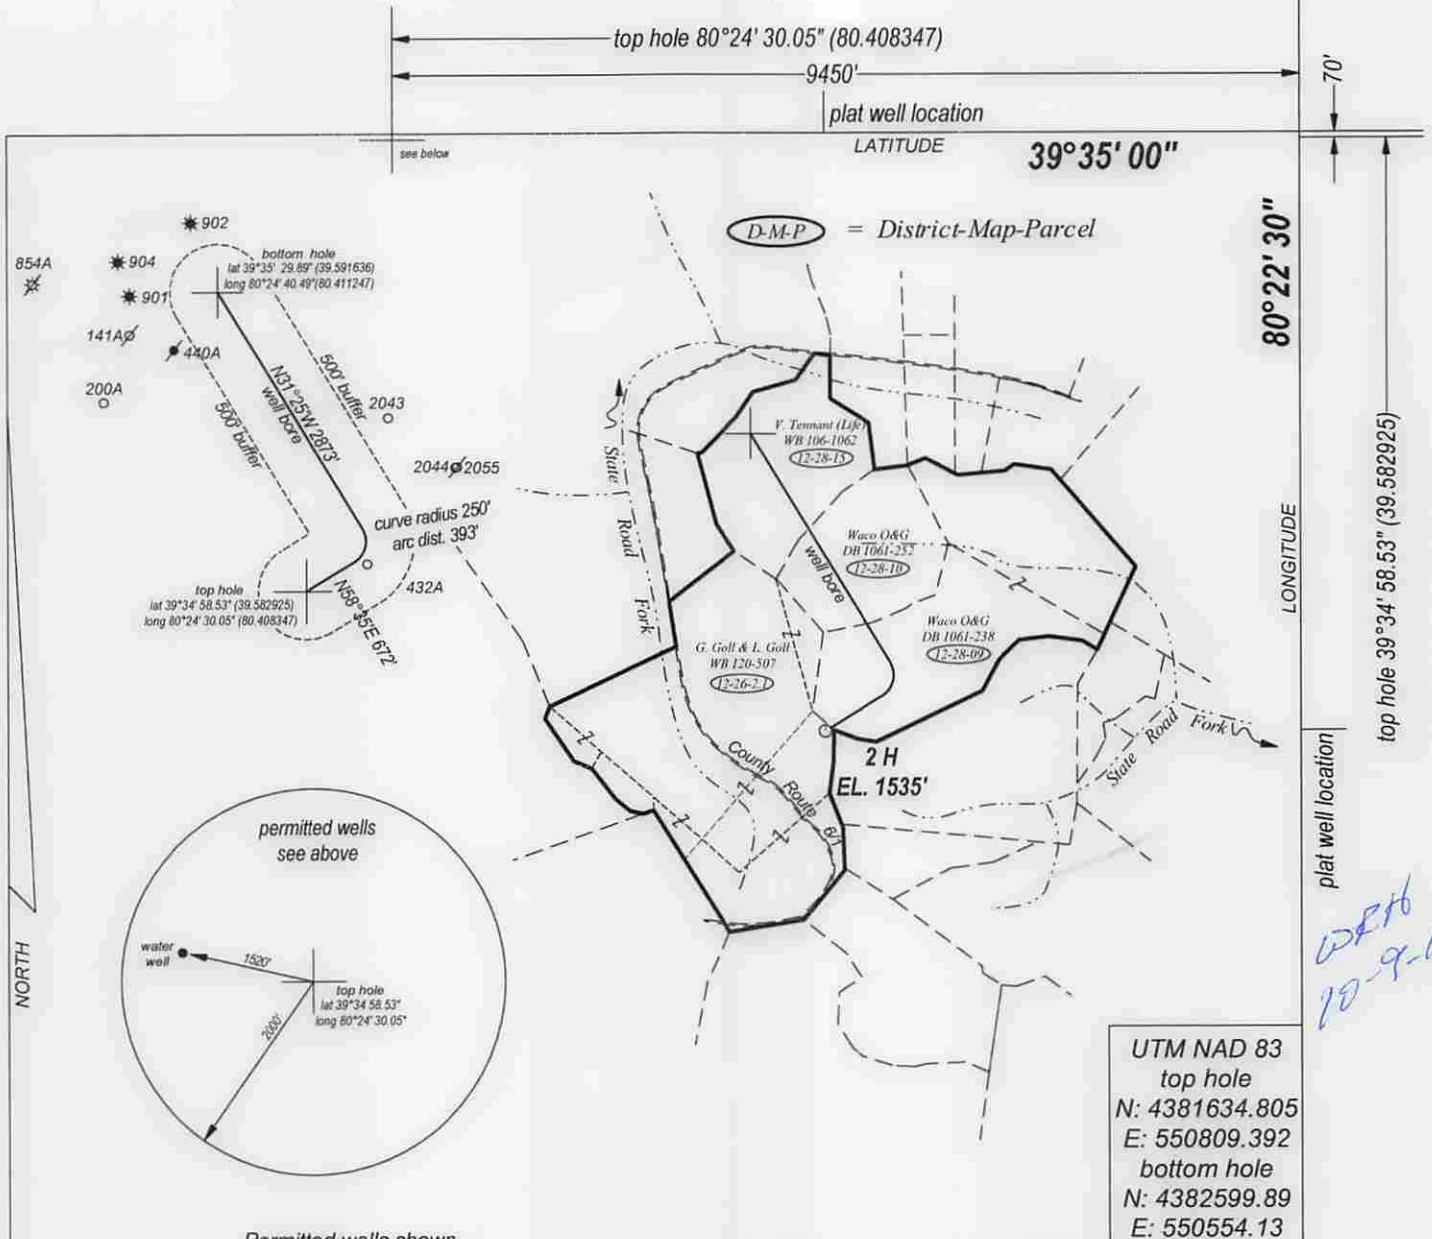 top hole 80°24' 30.05" (80.408347)
9450'
70'
plat well location
see below
LATITUDE
39°35' 00"
80°22' 30"
D-M-P = District-Map-Parcel
902
904
854A
901
141A
440A
200A
bottom hole
lat 39°35' 29.89" (39.591636)
long 80°24' 40.49"(80.411247)
500' buffer
N31°25'W 2873'
well bore
500' buffer
2043
2044 2055
curve radius 250'
arc dist. 393'
432A
top hole
lat 39°34' 58.53" (39.582925)
long 80°24' 30.05" (80.408347)
N58°35'E 672'
State Road Fork
V. Tennant (Life)
WB 106-1062
12-28-15
Waco O&G
DB 1061-252
12-28-10
well bore
Waco O&G
DB 1061-238
12-28-09
G. Goll & L. Goll
WB 120-507
12-26-2.1
2 H
EL. 1535'
County Route 6/1
State Road Fork
LONGITUDE
top hole 39°34' 58.53" (39.582925)
plat well location
permitted wells
see above
water
well
1520'
top hole
lat 39°34 58.53"
long 80°24' 30.05"
2000'
NORTH
WRH
10-9-
UTM NAD 83
top hole
N: 4381634.805
E: 550809.392
bottom hole
N: 4382599.89
E: 550554.13
Permitted wells shown